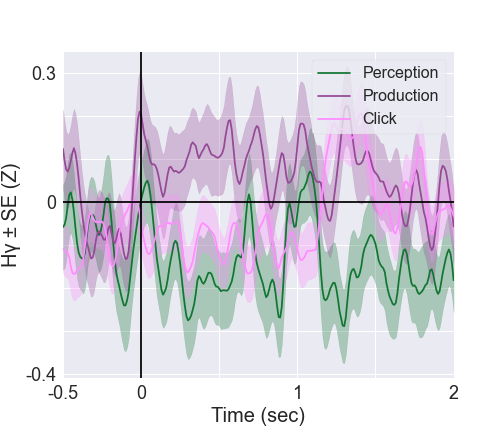 Perception
Production
Click
0.3
0
-0.4
Hγ ± SE (Z)
-0.5
0
1
2
Time (sec)